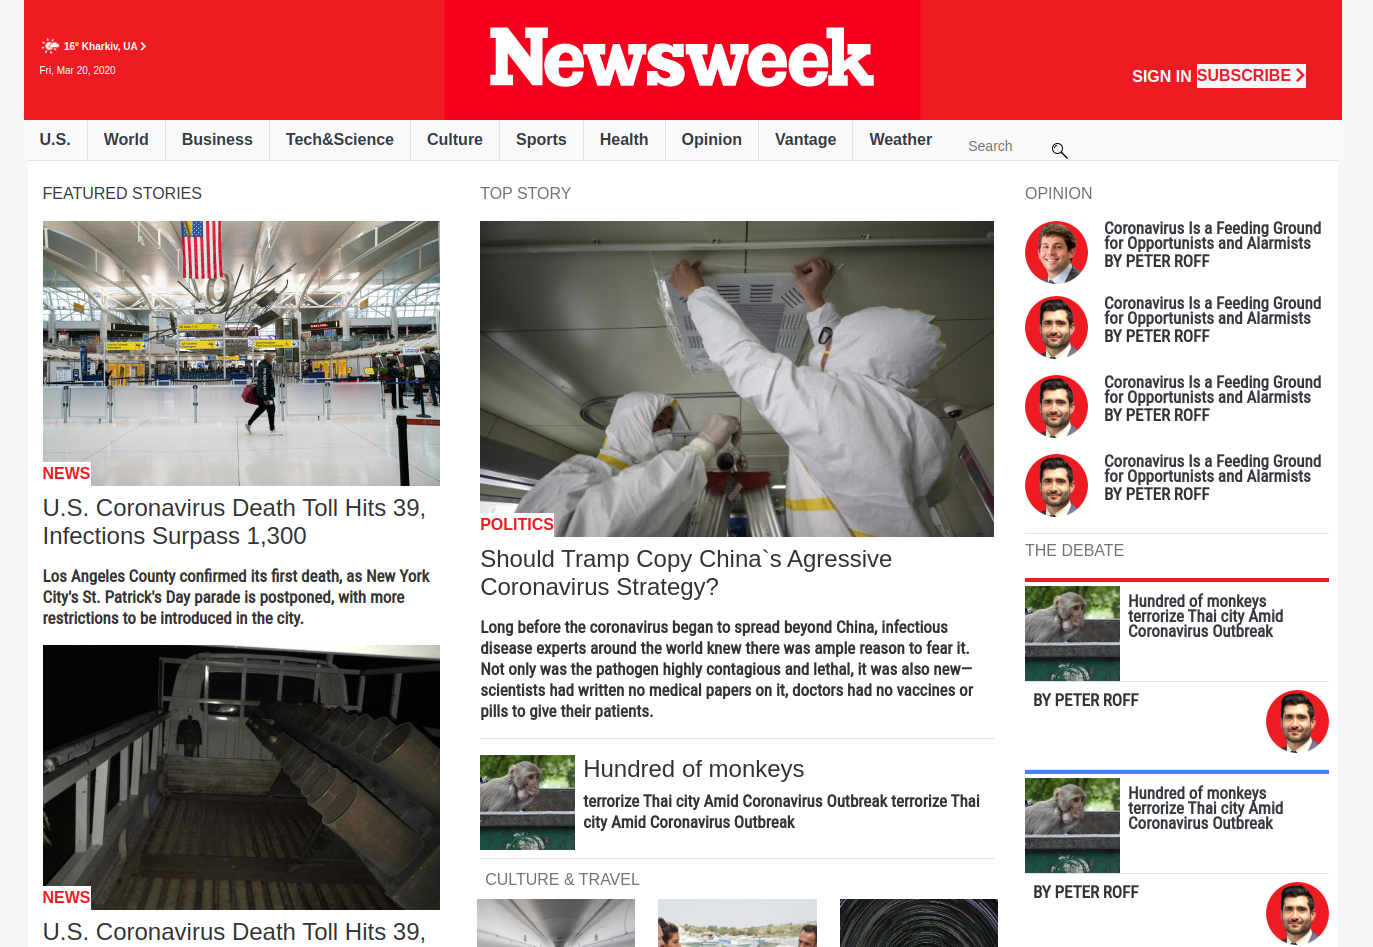 16° Kharkiv, UA
Fri, Mar 20, 2020
Newsweek
SIGN IN SUBSCRIBE
U.S. World Business Tech&Science Culture Sports Health Opinion Vantage Weather Search
FEATURED STORIES
NEWS
U.S. Coronavirus Death Toll Hits 39,
Infections Surpass 1,300
Los Angeles County confirmed its first death, as New York
City's St. Patrick's Day parade is postponed, with more
restrictions to be introduced in the city.
NEWS
U.S. Coronavirus Death Toll Hits 39,
TOP STORY
POLITICS
Should Tramp Copy China`s Agressive
Coronavirus Strategy?
Long before the coronavirus began to spread beyond China, infectious
disease experts around the world knew there was ample reason to fear it.
Not only was the pathogen highly contagious and lethal, it was also new—
scientists had written no medical papers on it, doctors had no vaccines or
pills to give their patients.
Hundred of monkeys
terrorize Thai city Amid Coronavirus Outbreak terrorize Thai
city Amid Coronavirus Outbreak
CULTURE & TRAVEL
OPINION
Coronavirus Is a Feeding Ground
for Opportunists and Alarmists
BY PETER ROFF
Coronavirus Is a Feeding Ground
for Opportunists and Alarmists
BY PETER ROFF
Coronavirus Is a Feeding Ground
for Opportunists and Alarmists
BY PETER ROFF
Coronavirus Is a Feeding Ground
for Opportunists and Alarmists
BY PETER ROFF
THE DEBATE
Hundred of monkeys
terrorize Thai city Amid
Coronavirus Outbreak
BY PETER ROFF
Hundred of monkeys
terrorize Thai city Amid
Coronavirus Outbreak
BY PETER ROFF